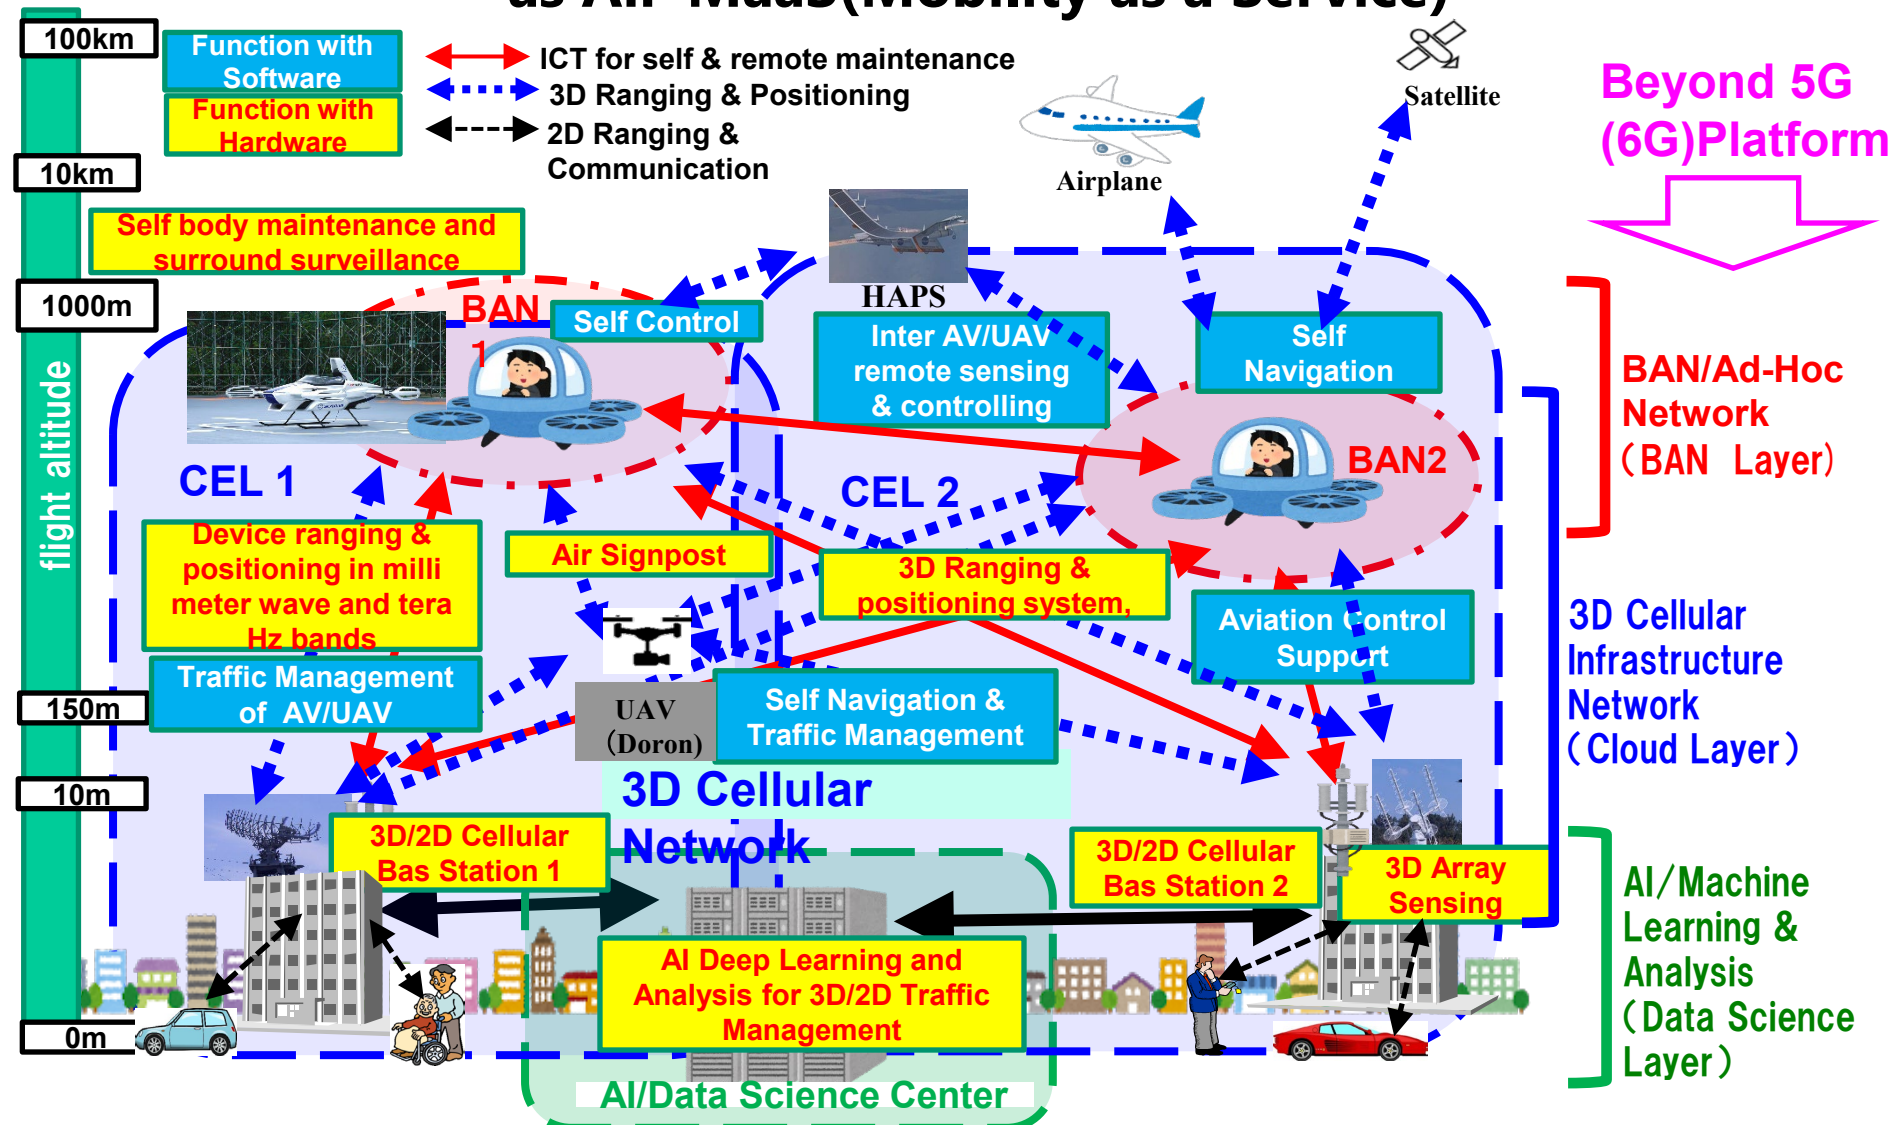 as Air MaaS(Mobility as a Service)
100km
Function with
Software
Function with
Hardware
ICT for self & remote maintenance
3D Ranging & Positioning
2D Ranging &
Communication
Satellite
Airplane
Beyond 5G
(6G)Platform
10km
Self body maintenance and
surround surveillance
1000m
BAN
1
Self Control
HAPS
Inter AV/UAV
remote sensing
& controlling
Self
Navigation
BAN/Ad-Hoc
Network
（BAN Layer）
flight altitude
CEL 1
CEL 2
BAN2
Device ranging &
positioning in milli
meter wave and tera
Hz bands
Air Signpost
3D Ranging &
positioning system,
Aviation Control
Support
3D Cellular
Infrastructure
Network
（Cloud Layer）
Traffic Management
of AV/UAV
150m
UAV
（Doron)
Self Navigation &
Traffic Management
10m
3D Cellular
Network
3D/2D Cellular
Bas Station 1
3D/2D Cellular
Bas Station 2
3D Array
Sensing
AI/Machine
Learning &
Analysis
（Data Science
Layer）
AI Deep Learning and
Analysis for 3D/2D Traffic
Management
0m
AI/Data Science Center